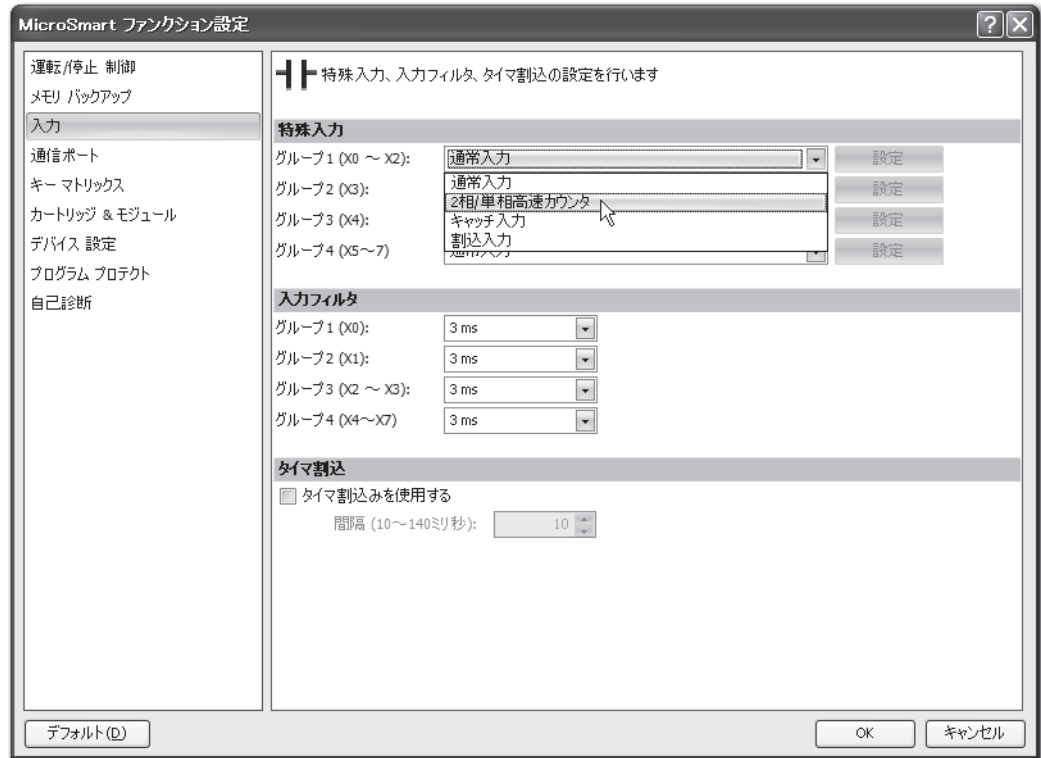 MicroSmart ファンクション設定
運転/停止 制御
メモリ バックアップ
入力
通信ポート
キー マトリックス
カートリッジ & モジュール
デバイス 設定
プログラム プロテクト
自己診断
特殊入力、入力フィルタ、タイマ割込の設定を行います
特殊入力
グループ1 (X0 ～ X2): 通常入力 設定
通常入力
グループ2 (X3): 設定
2相/単相高速カウンタ
グループ3 (X4): キャッチ入力 設定
割込入力
グループ4 (X5～7) 通常入力 設定
入力フィルタ
グループ1 (X0): 3 ms
グループ2 (X1): 3 ms
グループ3 (X2 ～ X3): 3 ms
グループ4 (X4～X7) 3 ms
タイマ割込
タイマ割込みを使用する
間隔 (10～140ミリ秒): 10
デフォルト(D) OK キャンセル